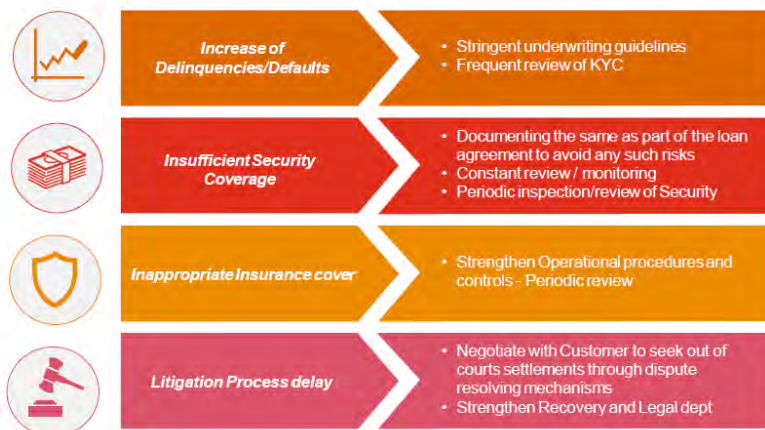 Increase of
Delinquencies/Defaults
• Stringent underwriting guidelines
• Frequent review of KYC
Insufficient Security
Coverage
• Documenting the same as part of the loan
agreement to avoid any such risks
• Constant review / monitoring
• Periodic inspection/review of Security
Inappropriate Insurance cover
• Strengthen Operational procedures and
controls - Periodic review
Litigation Process delay
• Negotiate with Customer to seek out of
courts settlements through dispute
resolving mechanisms
• Strengthen Recovery and Legal dept